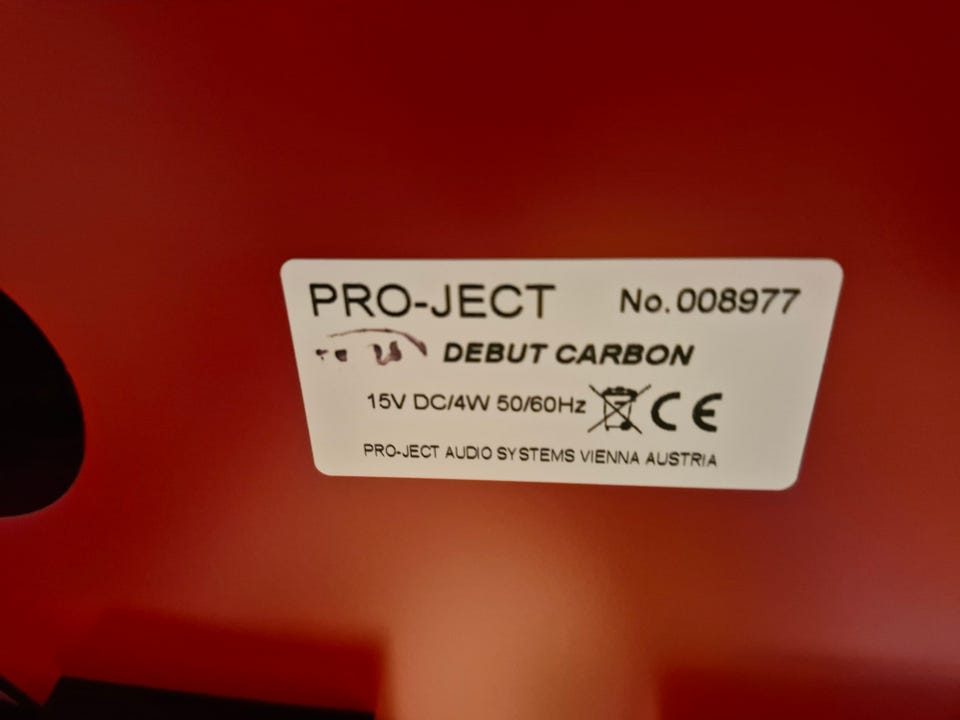 PRO-JECT No. 008977
DEBUT CARBON
15V DC/4W 50/60Hz CE
PRO-JECT AUDIO SYSTEMS VIENNA AUSTRIA